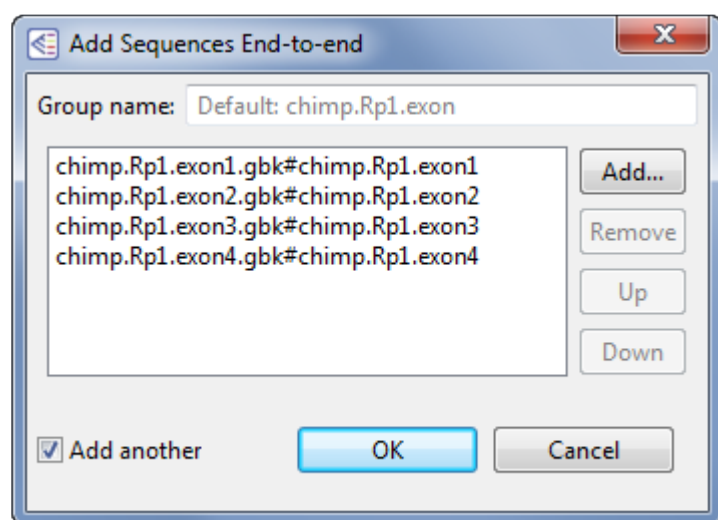 Add Sequences End-to-end
Group name: Default: chimp.Rp1.exon
chimp.Rp1.exon1.gbk#chimp.Rp1.exon1
chimp.Rp1.exon2.gbk#chimp.Rp1.exon2
chimp.Rp1.exon3.gbk#chimp.Rp1.exon3
chimp.Rp1.exon4.gbk#chimp.Rp1.exon4
Add...
Remove
Up
Down
Add another
OK
Cancel